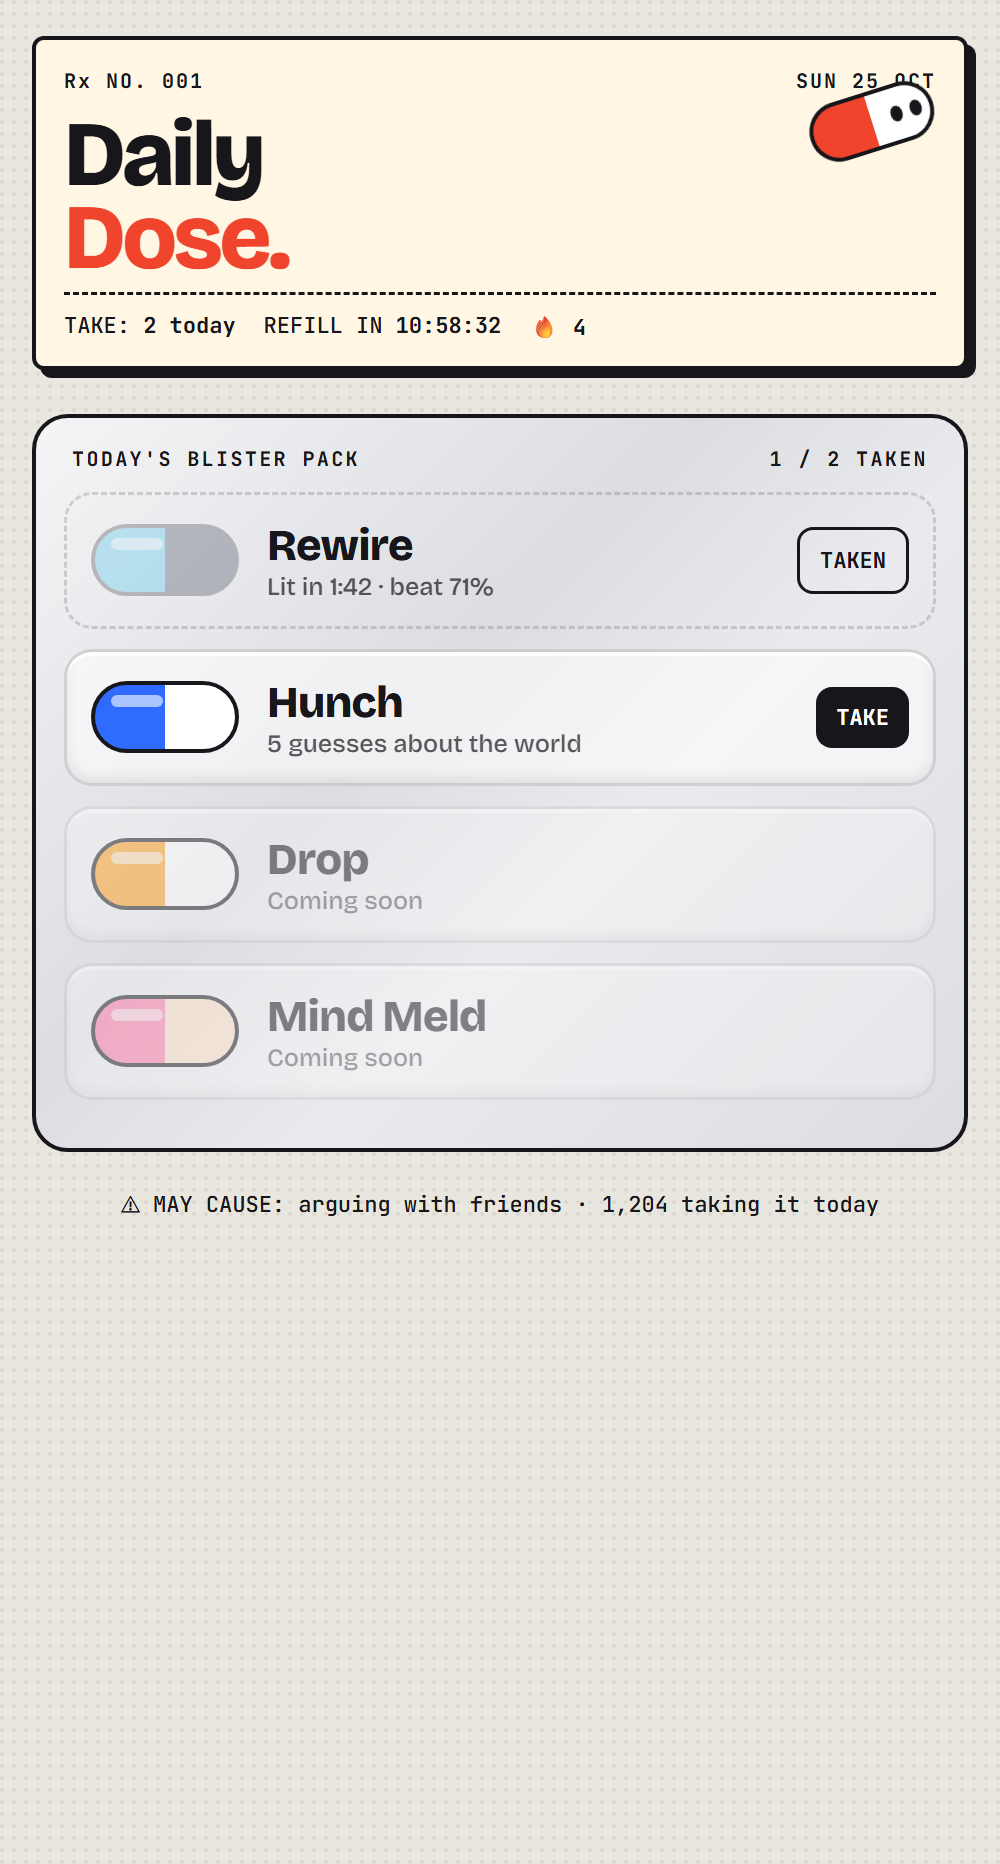 Rx NO. 001
SUN 25 OCT
Daily
Dose.
TAKE: 2 today REFILL IN 10:58:32 🔥 4
TODAY'S BLISTER PACK
1 / 2 TAKEN
Rewire
Lit in 1:42 · beat 71%
TAKEN
Hunch
5 guesses about the world
TAKE
Drop
Coming soon
Mind Meld
Coming soon
⚠ MAY CAUSE: arguing with friends · 1,204 taking it today